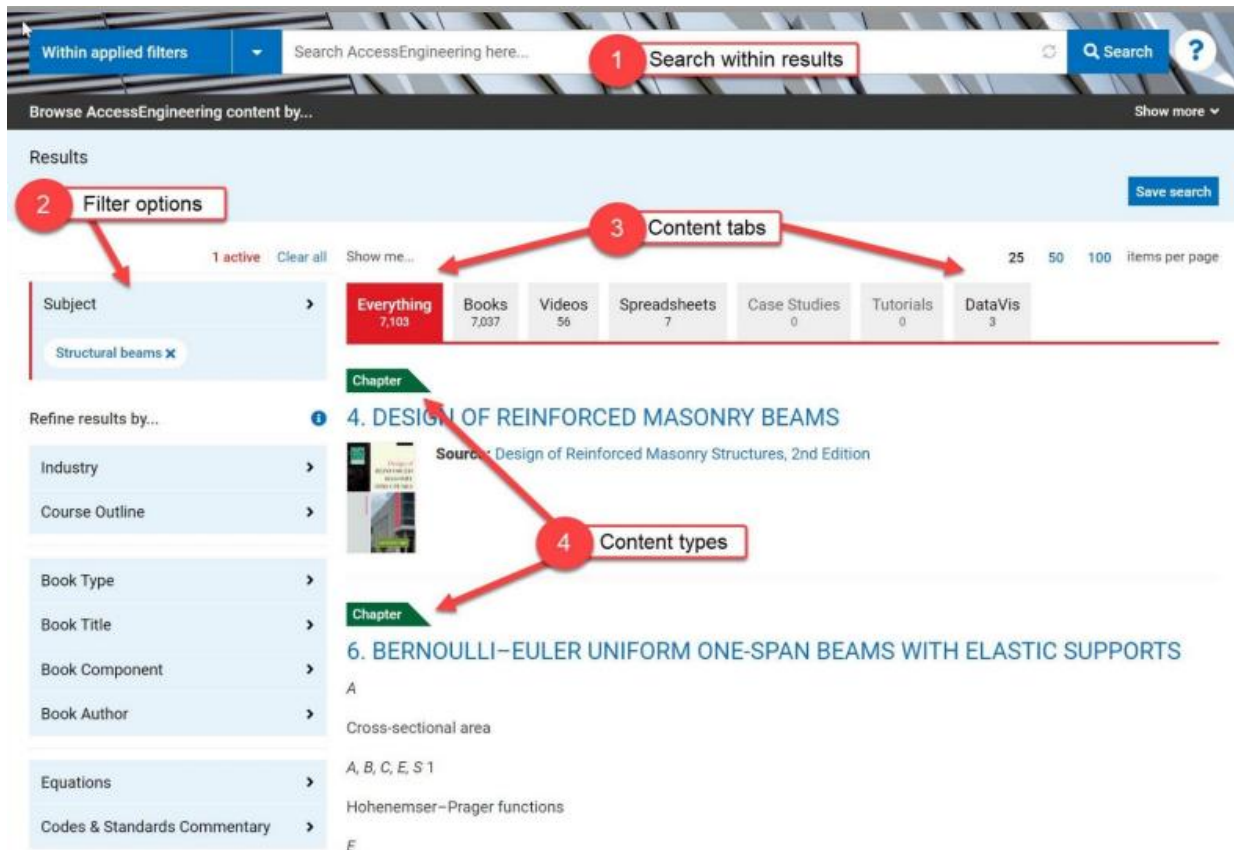 Within applied filters
Search AccessEngineering here...
1 Search within results
Search
?
Browse AccessEngineering content by...
Show more
Results
2 Filter options
Save search
3 Content tabs
1 active Clear all
Show me...
25 50 100 items per page
Subject
Structural beams x
Everything
7,103
Books
7,037
Videos
56
Spreadsheets
7
Case Studies
0
Tutorials
0
DataVis
3
Refine results by...
Industry
Course Outline
Book Type
Book Title
Book Component
Book Author
Equations
Codes & Standards Commentary
Chapter
4. DESIGN OF REINFORCED MASONRY BEAMS
Source: Design of Reinforced Masonry Structures, 2nd Edition
4 Content types
Chapter
6. BERNOULLI–EULER UNIFORM ONE-SPAN BEAMS WITH ELASTIC SUPPORTS
A
Cross-sectional area
A, B, C, E, S 1
Hohenemser–Prager functions
E